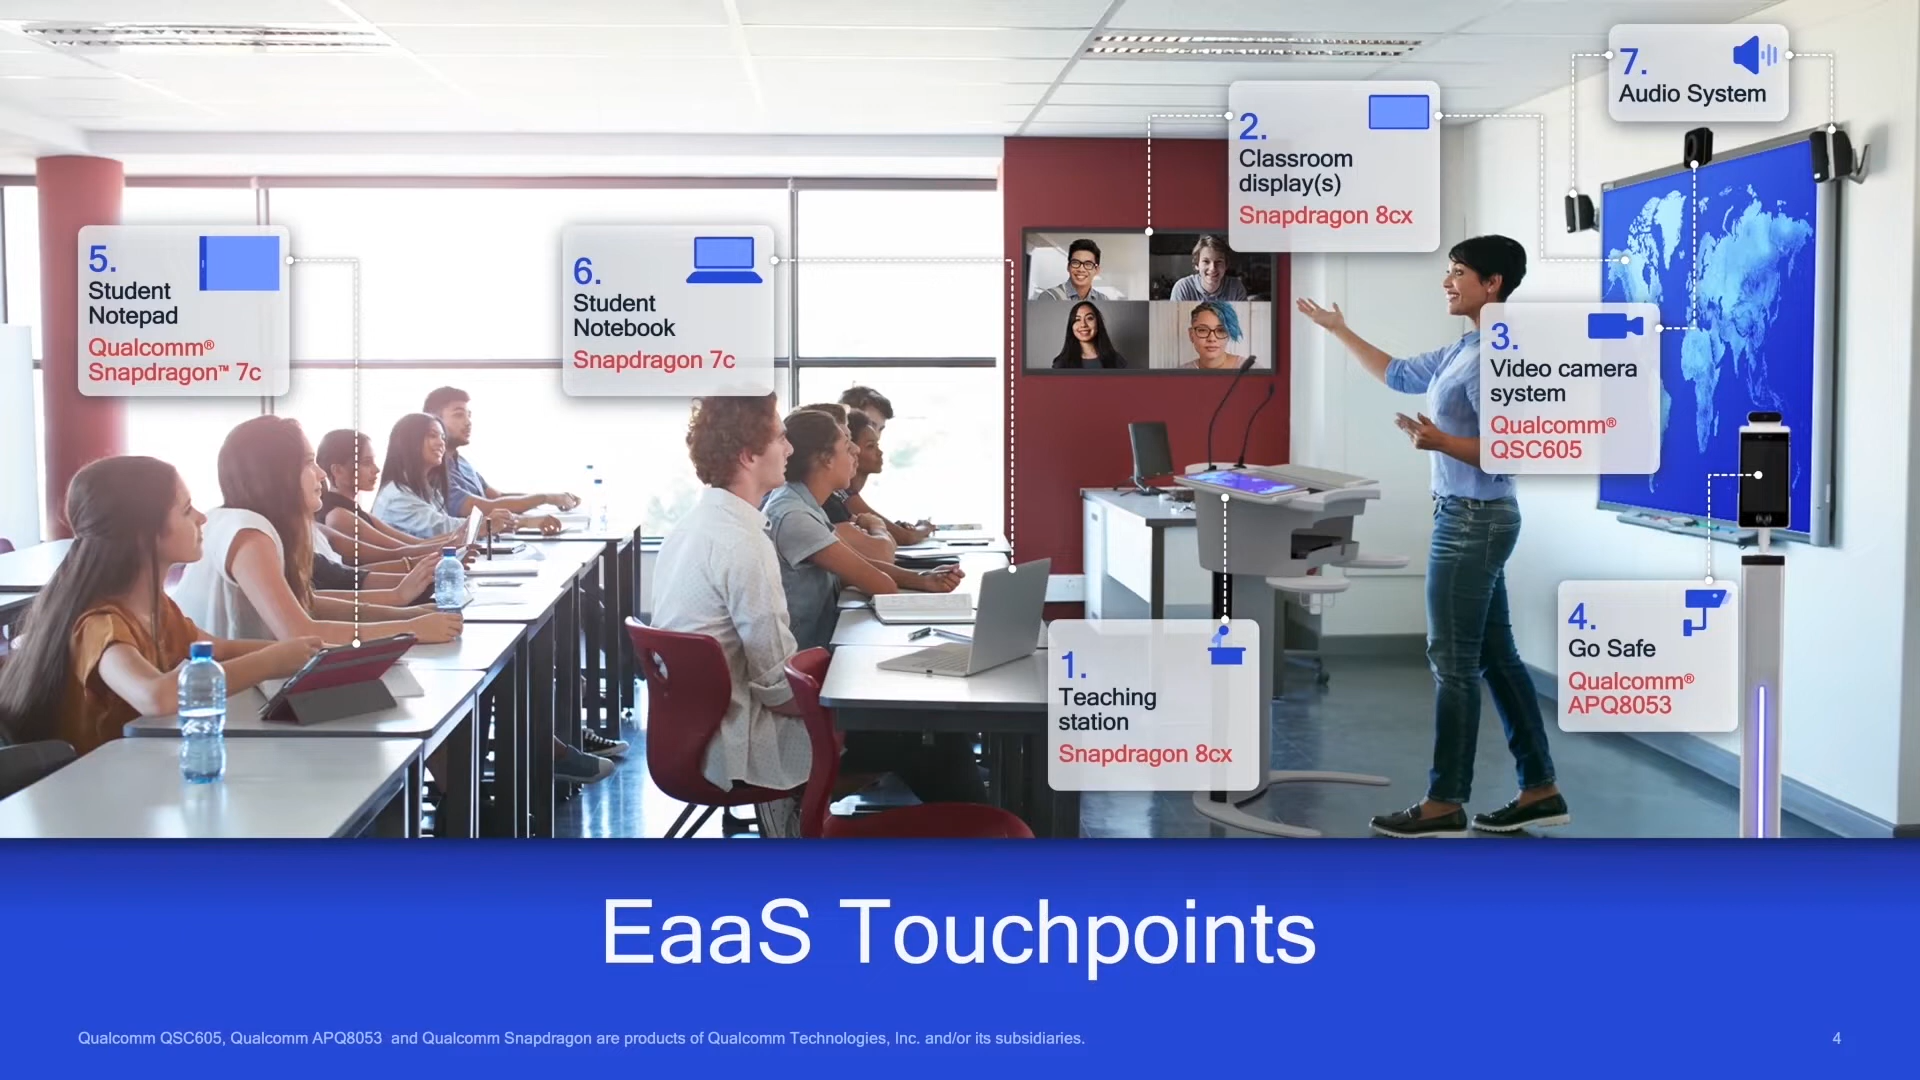 7.
Audio System
2.
Classroom
display(s)
Snapdragon 8cx
5.
Student
Notepad
Qualcomm®
Snapdragon™ 7c
6.
Student
Notebook
Snapdragon 7c
3.
Video camera
system
Qualcomm®
QSC605
4.
Go Safe
Qualcomm®
APQ8053
1.
Teaching
station
Snapdragon 8cx
EaaS Touchpoints
Qualcomm QSC605, Qualcomm APQ8053 and Qualcomm Snapdragon are products of Qualcomm Technologies, Inc. and/or its subsidiaries.
4